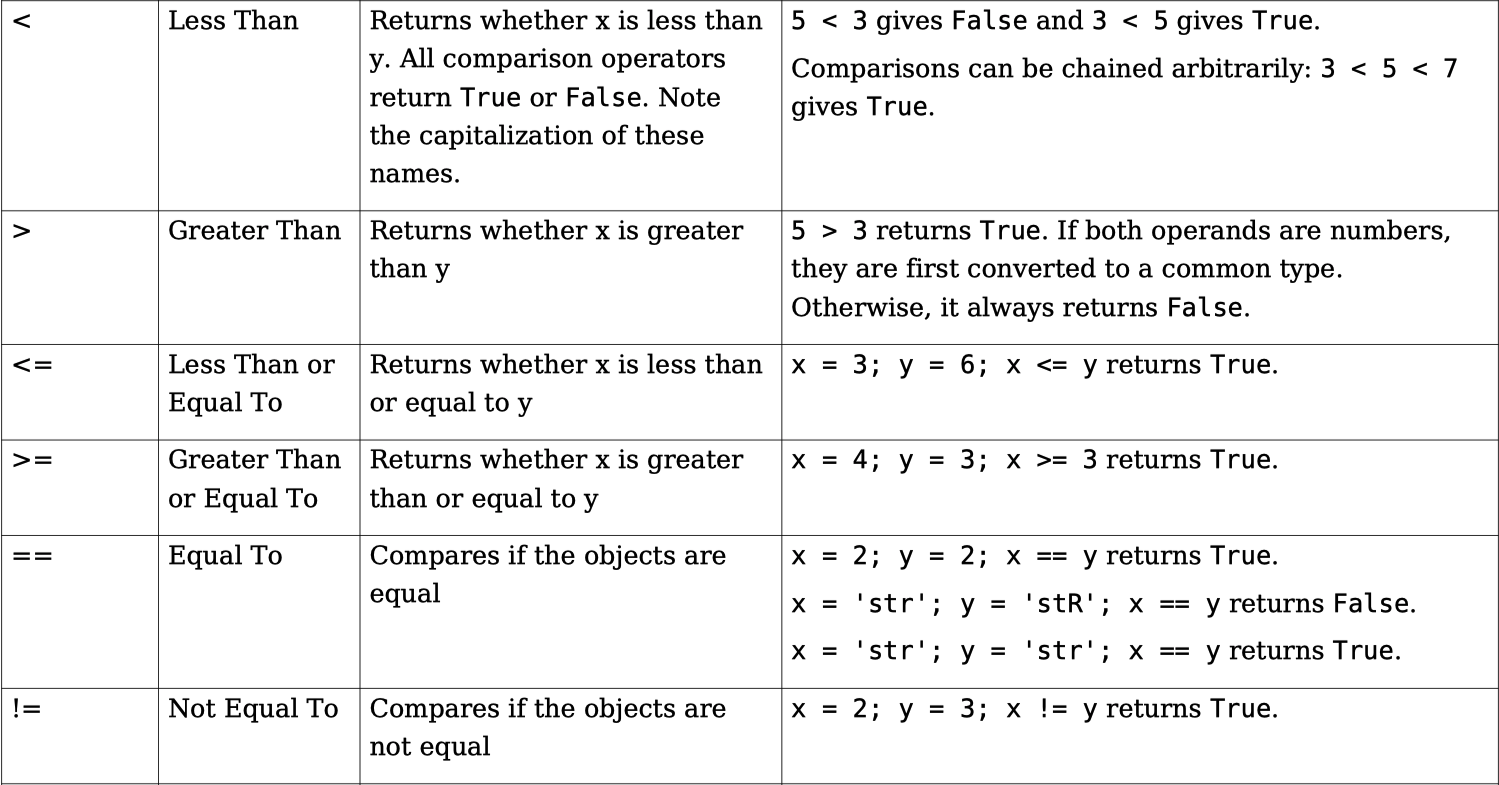 <
Less Than
Returns whether x is less than
y. All comparison operators
return True or False. Note
the capitalization of these
names.
5 < 3 gives False and 3 < 5 gives True.
Comparisons can be chained arbitrarily: 3 < 5 < 7
gives True.
>
Greater Than
Returns whether x is greater
than y
5 > 3 returns True. If both operands are numbers,
they are first converted to a common type.
Otherwise, it always returns False.
<=
Less Than or
Equal To
Returns whether x is less than
or equal to y
x = 3; y = 6; x <= y returns True.
>=
Greater Than
or Equal To
Returns whether x is greater
than or equal to y
x = 4; y = 3; x >= 3 returns True.
==
Equal To
Compares if the objects are
equal
x = 2; y = 2; x == y returns True.
x = 'str'; y = 'stR'; x == y returns False.
x = 'str'; y = 'str'; x == y returns True.
!=
Not Equal To
Compares if the objects are
not equal
x = 2; y = 3; x != y returns True.